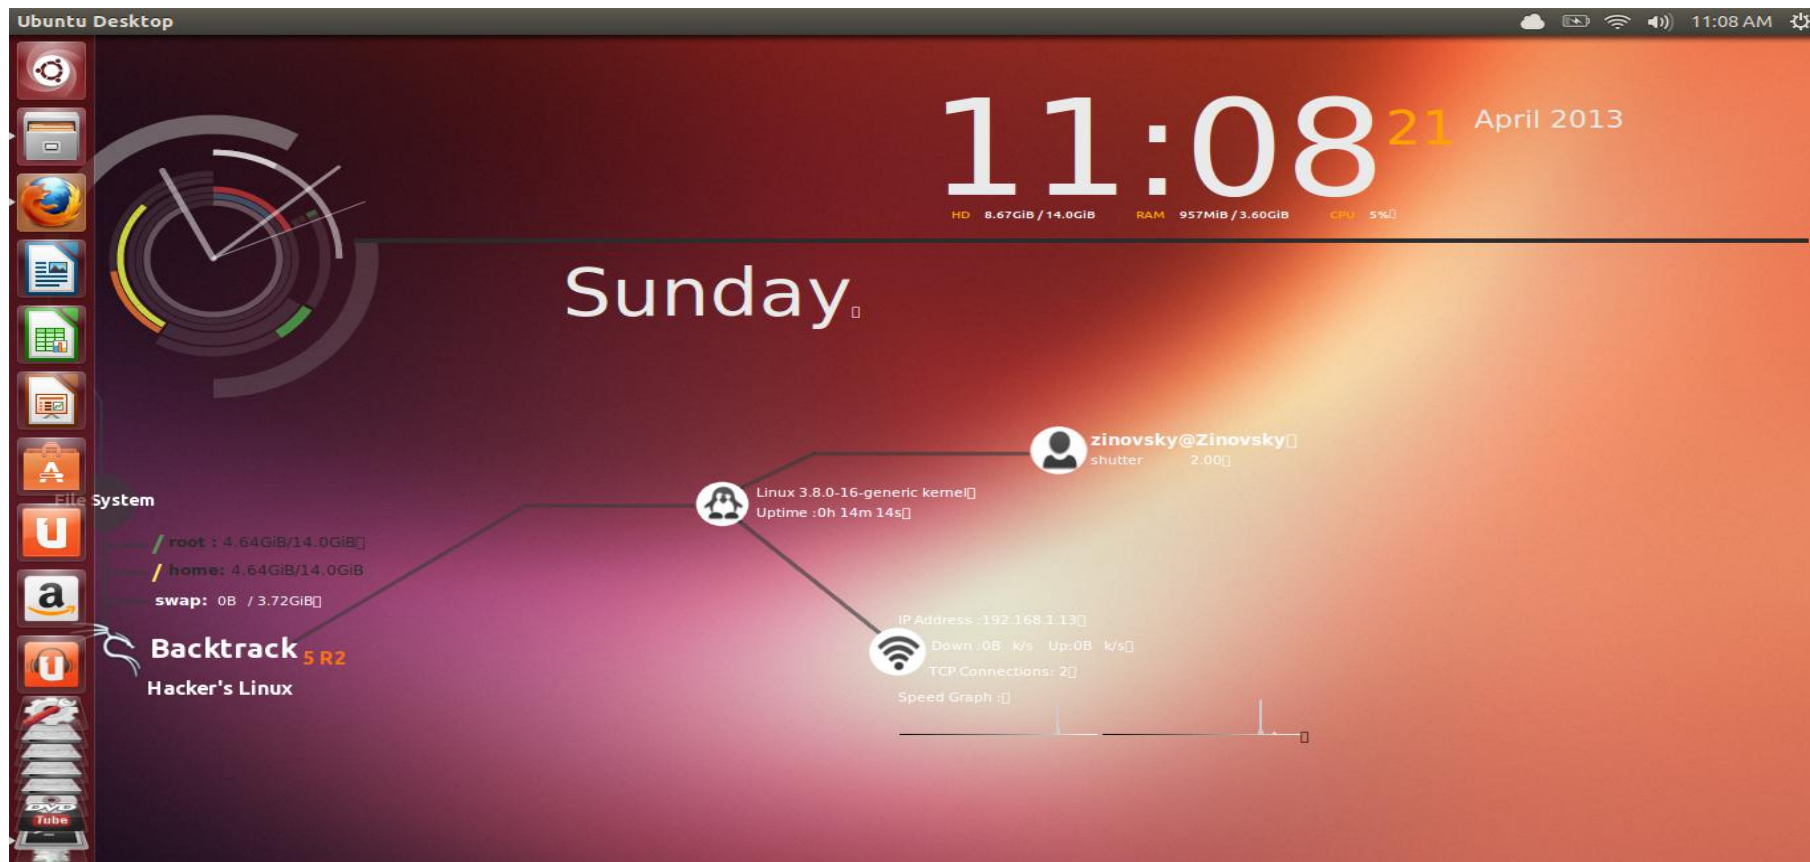 Ubuntu Desktop
11:08 AM
11:08 21 April 2013
HD 8.67GiB / 14.0GiB RAM 957MiB / 3.60GiB CPU 5%
Sunday
zinovsky@Zinovsky
shutter 2.00
Linux 3.8.0-16-generic kernel
Uptime :0h 14m 14s
File System
/ root : 4.64GiB/14.0GiB
/ home: 4.64GiB/14.0GiB
swap: 0B / 3.72GiB
Backtrack 5 R2
Hacker's Linux
IP Address :192.168.1.13
Down :0B k/s Up:0B k/s
TCP Connections: 2
Speed Graph :
DVD
Tube